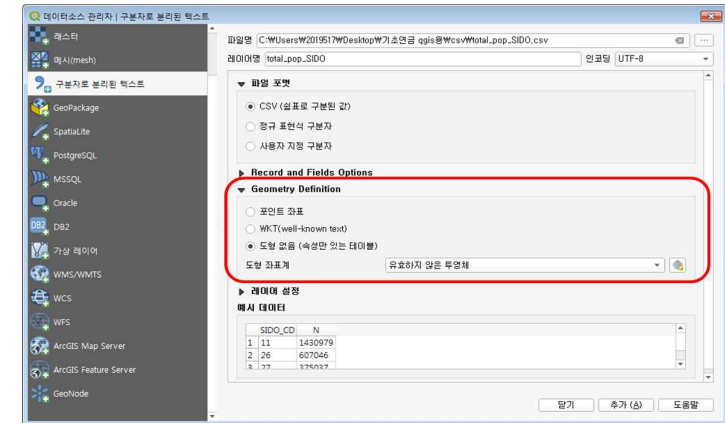 데이터소스 관리자 | 구분자로 분리된 텍스트
래스터
메시(mesh)
구분자로 분리된 텍스트
GeoPackage
SpatiaLite
PostgreSQL
MSSQL
Oracle
DB2 DB2
가상 레이어
WMS/WMTS
WCS
WFS
ArcGIS Map Server
ArcGIS Feature Server
GeoNode
파일명 C:₩Users₩2019517₩Desktop₩기초연금 qgis용₩csv₩total_pop_SIDO.csv ...
레이어명 total_pop_SIDO 인코딩 UTF-8
파일 포맷
CSV (쉼표로 구분된 값)
정규 표현식 구분자
사용자 지정 구분자
Record and Fields Options
Geometry Definition
포인트 좌표
WKT(well-known text)
도형 없음 (속성만 있는 테이블)
도형 좌표계 유효하지 않은 투영체
레이어 설정
예시 데이터
SIDO_CD N
1 11 1430979
2 26 607046
3 27 375037
닫기 추가 (A) 도움말